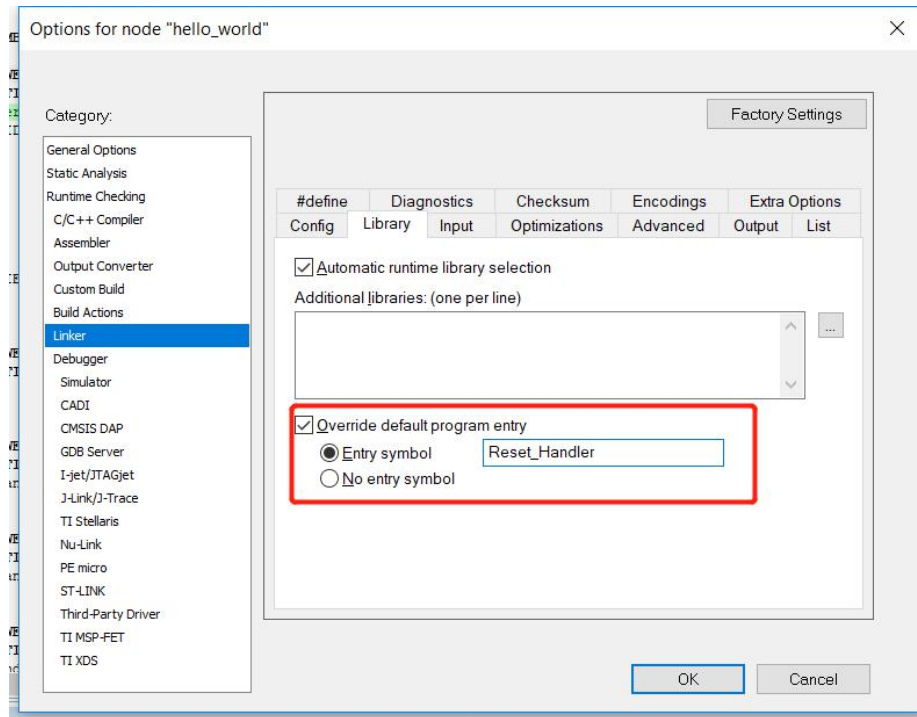 Options for node "hello_world"
Category:
Factory Settings
General Options
Static Analysis
Runtime Checking
C/C++ Compiler
Assembler
Output Converter
Custom Build
Build Actions
Linker
Debugger
Simulator
CADI
CMSIS DAP
GDB Server
I-jet/JTAGjet
J-Link/J-Trace
TI Stellaris
Nu-Link
PE micro
ST-LINK
Third-Party Driver
TI MSP-FET
TI XDS
#define Diagnostics Checksum Encodings Extra Options
Config Library Input Optimizations Advanced Output List
Automatic runtime library selection
Additional libraries: (one per line)
...
Override default program entry
Entry symbol Reset_Handler
No entry symbol
OK Cancel